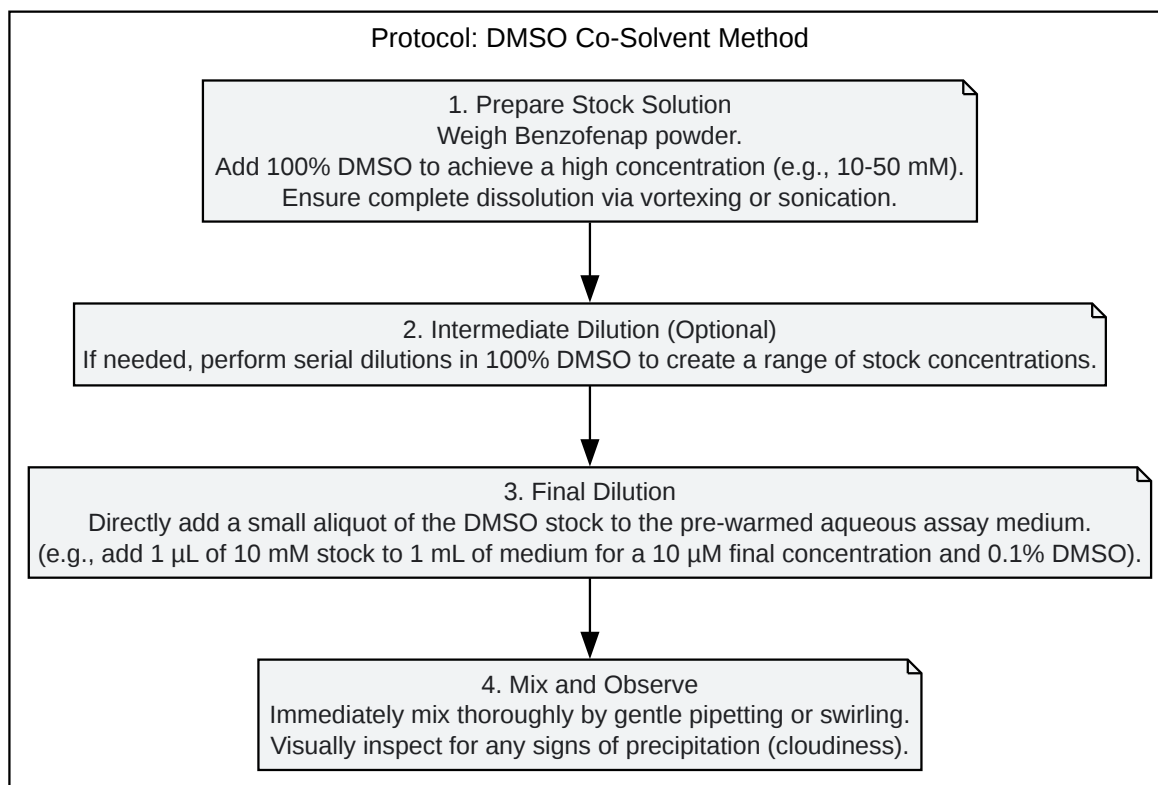 Protocol: DMSO Co-Solvent Method
1. Prepare Stock Solution
Weigh Benzofenap powder.
Add 100% DMSO to achieve a high concentration (e.g., 10-50 mM).
Ensure complete dissolution via vortexing or sonication.
2. Intermediate Dilution (Optional)
If needed, perform serial dilutions in 100% DMSO to create a range of stock concentrations.
3. Final Dilution
Directly add a small aliquot of the DMSO stock to the pre-warmed aqueous assay medium.
(e.g., add 1 µL of 10 mM stock to 1 mL of medium for a 10 µM final concentration and 0.1% DMSO).
4. Mix and Observe
Immediately mix thoroughly by gentle pipetting or swirling.
Visually inspect for any signs of precipitation (cloudiness).